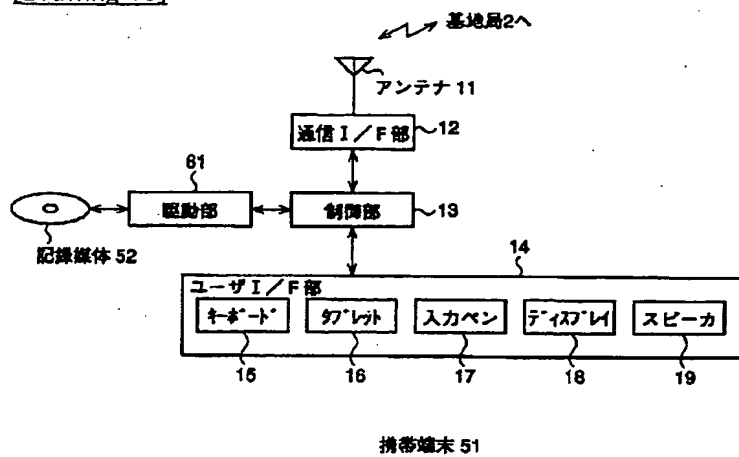 基地局2へ
アンテナ 11
通信 I/F部
12
61
駆動部
制御部
13
記録媒体 52
14
ユーザ I/F部
キーボード
タブレット
入力ペン
ディスプレイ
スピーカ
15
16
17
18
19
携帯端末 51